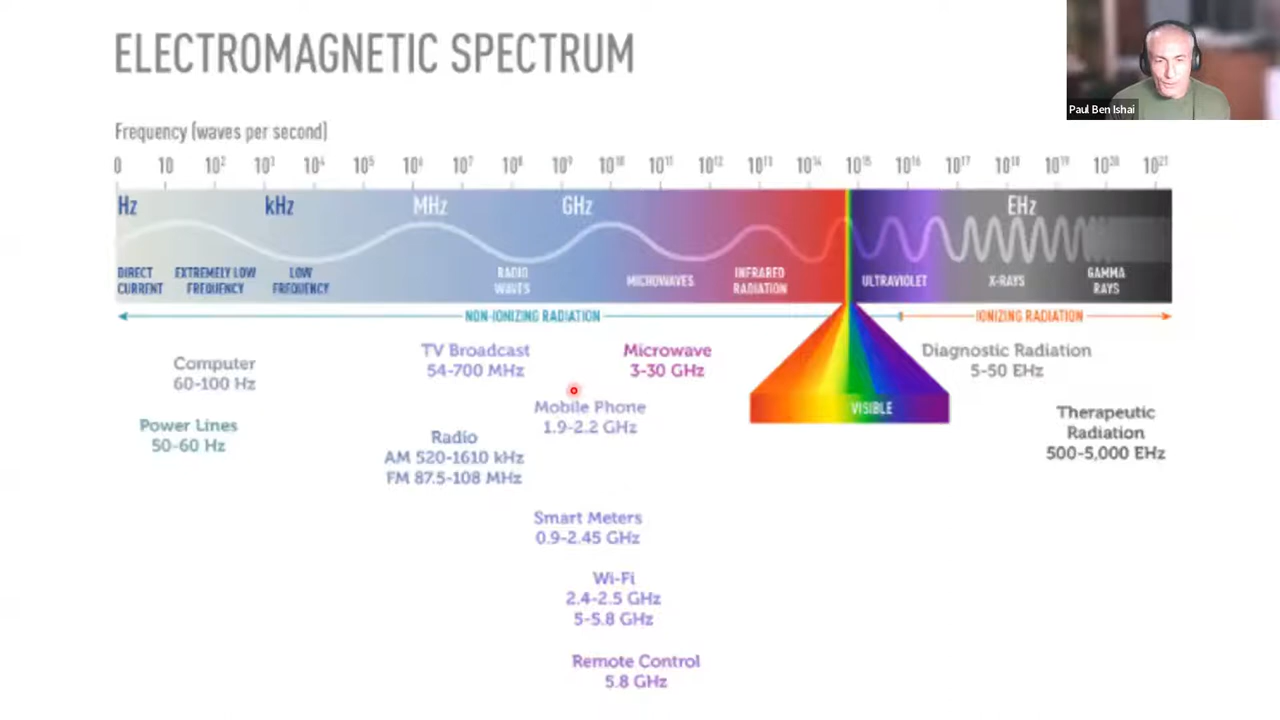 ELECTROMAGNETIC SPECTRUM
Paul Ben Ishai
Frequency (waves per second)
0 10 10² 10³ 10⁴ 10⁵ 10⁶ 10⁷ 10⁸ 10⁹ 10¹⁰ 10¹¹ 10¹² 10¹³ 10¹⁴ 10¹⁵ 10¹⁶ 10¹⁷ 10¹⁸ 10¹⁹ 10²⁰ 10²¹
Hz kHz MHz GHz EHz
DIRECT
CURRENT
EXTREMELY LOW
FREQUENCY
LOW
FREQUENCY
RADIO
WAVES
MICROWAVES
INFRARED
RADIATION
ULTRAVIOLET
X-RAYS
GAMMA
RAYS
NON-IONIZING RADIATION
IONIZING RADIATION
Computer
60-100 Hz
Power Lines
50-60 Hz
TV Broadcast
54-700 MHz
Radio
AM 520-1610 kHz
FM 87.5-108 MHz
Mobile Phone
1.9-2.2 GHz
Microwave
3-30 GHz
Smart Meters
0.9-2.45 GHz
Wi-Fi
2.4-2.5 GHz
5-5.8 GHz
Remote Control
5.8 GHz
VISIBLE
Diagnostic Radiation
5-50 EHz
Therapeutic
Radiation
500-5,000 EHz